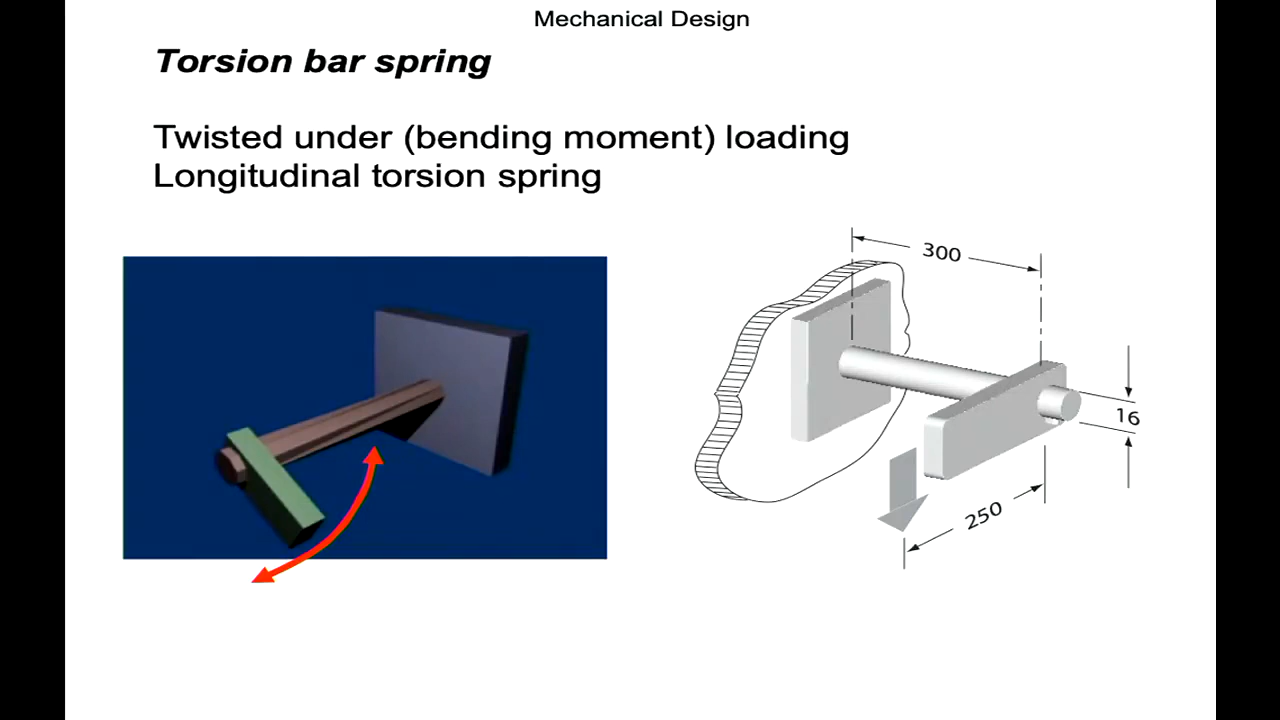 Mechanical Design
Torsion bar spring
Twisted under (bending moment) loading
Longitudinal torsion spring
300
16
250